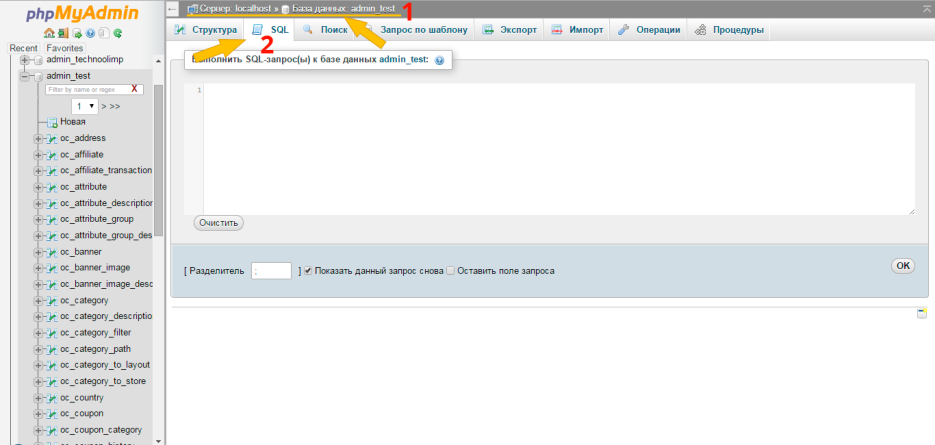 phpMyAdmin
Recent Favorites
admin_technoolimp
admin_test
Filter by name or regex X
1 > >>
Новая
oc_address
oc_affiliate
oc_affiliate_transaction
oc_attribute
oc_attribute_description
oc_attribute_group
oc_attribute_group_des
oc_banner
oc_banner_image
oc_banner_image_desc
oc_category
oc_category_descriptio
oc_category_filter
oc_category_path
oc_category_to_layout
oc_category_to_store
oc_country
oc_coupon
oc_coupon_category
oc_coupon_history
Сервер: localhost » База данных: admin_test 1
Структура SQL Поиск Запрос по шаблону Экспорт Импорт Операции Процедуры
2
Выполнить SQL-запрос(ы) к базе данных admin_test:
1
Очистить
[ Разделитель ; ] Показать данный запрос снова Оставить поле запроса
OK